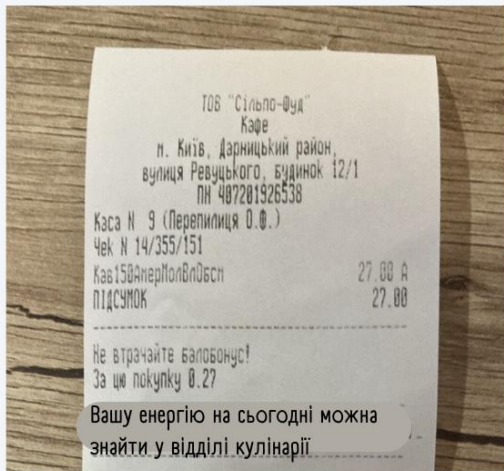 ТОВ "Сільпо-Фуд"
Кафе
м. Київ, Дарницький район,
вулиця Ревуцького, будинок 12/1
ПН 407201926538
Каса N 9 (Перепилиця О.Ф.)
Чек N 14/355/151
Кав150АмерМолВлОбсм 27.00 А
ПІДСУМОК 27.00
Не втрачайте балобонус!
За цю покупку 0.27
Вашу енергію на сьогодні можна
знайти у відділі кулінарії